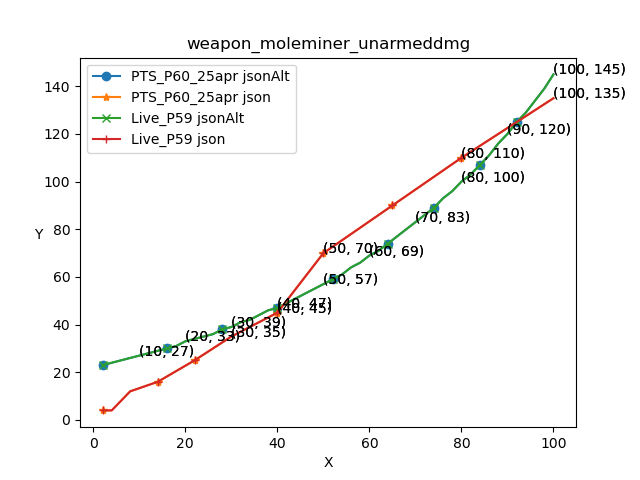 weapon_moleminer_unarmeddmg
PTS_P60_25apr jsonAlt
PTS_P60_25apr json
Live_P59 jsonAlt
Live_P59 json
(100, 145)
(100, 135)
(90, 120)
(80, 110)
(80, 100)
(70, 83)
(50, 70)
(60, 69)
(50, 57)
(40, 47)
(40, 45)
(30, 39)
(30, 35)
(20, 33)
(10, 27)
140
120
100
80
60
40
20
0
Y
0 20 40 60 80 100
X